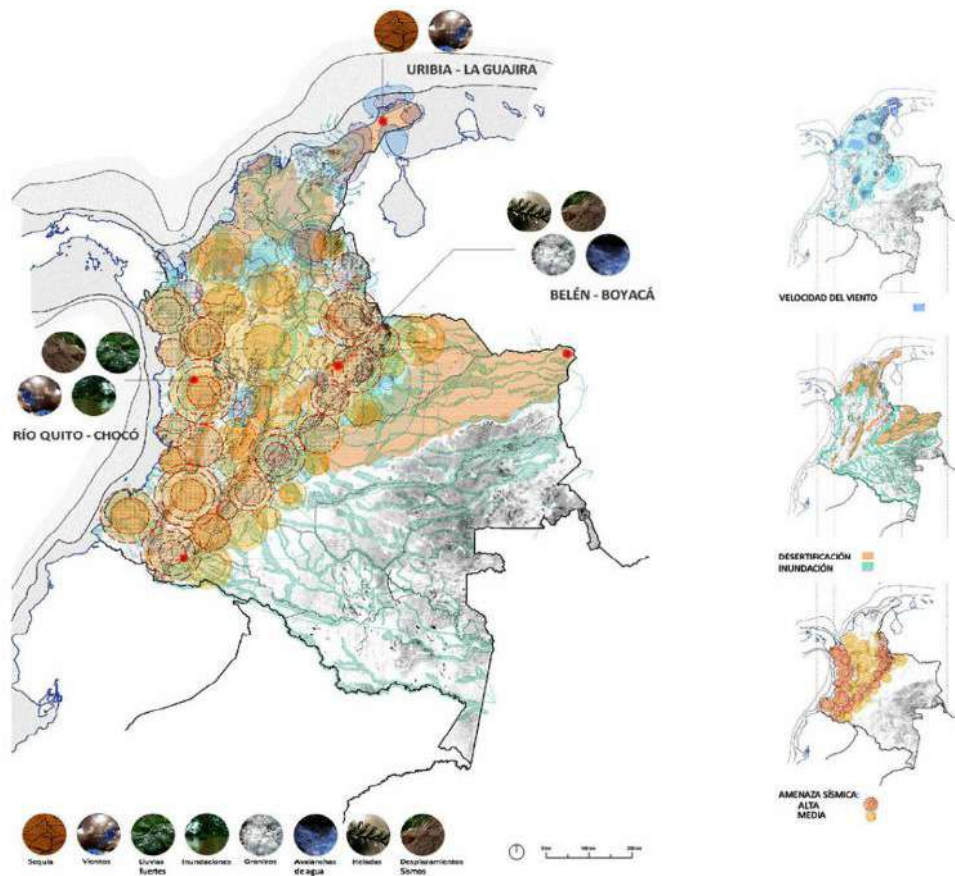 URIBIA - LA GUAJIRA
BELÉN - BOYACÁ
RÍO QUITO - CHOCÓ
VELOCIDAD DEL VIENTO
DESERTIFICACIÓN
INUNDACIÓN
AMENAZA SÍSMICA:
ALTA
MEDIA
Sequía
Vientos
Lluvias
fuertes
Inundaciones
Granizos
Avalanchas
de agua
Heladas
Desplazamientos
Sismos